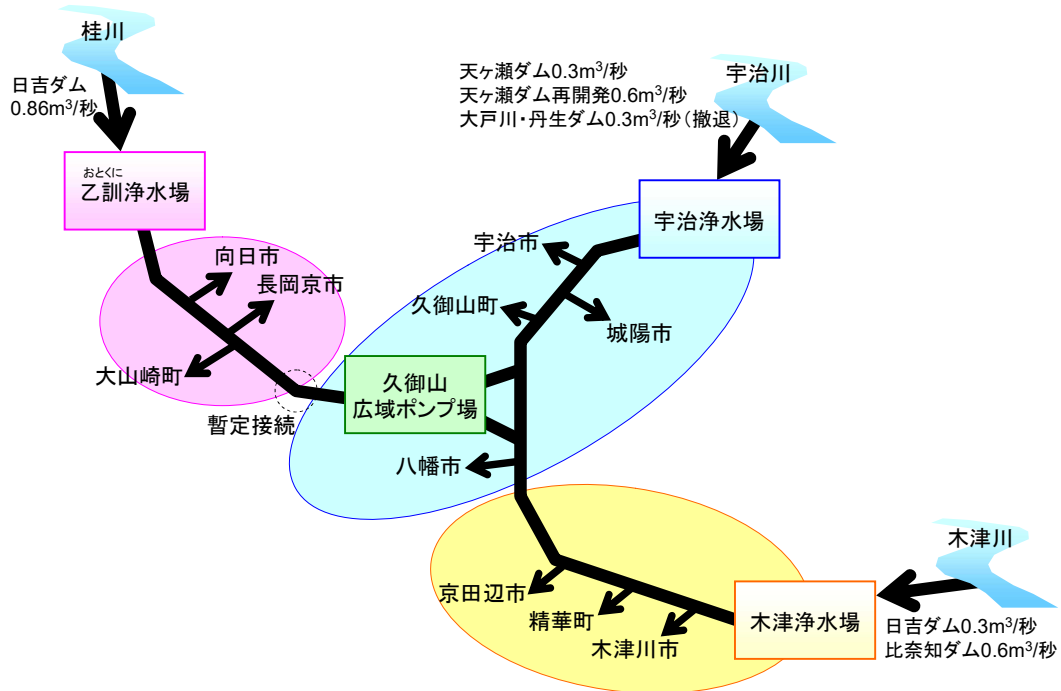 桂川
日吉ダム
0.86m³/秒
おとくに
乙訓浄水場
向日市
長岡京市
大山崎町
暫定接続
天ヶ瀬ダム0.3m³/秒
天ヶ瀬ダム再開発0.6m³/秒
大戸川・丹生ダム0.3m³/秒（撤退）
宇治川
宇治浄水場
宇治市
久御山町
城陽市
久御山
広域ポンプ場
八幡市
京田辺市
精華町
木津川市
木津浄水場
木津川
日吉ダム0.3m³/秒
比奈知ダム0.6m³/秒